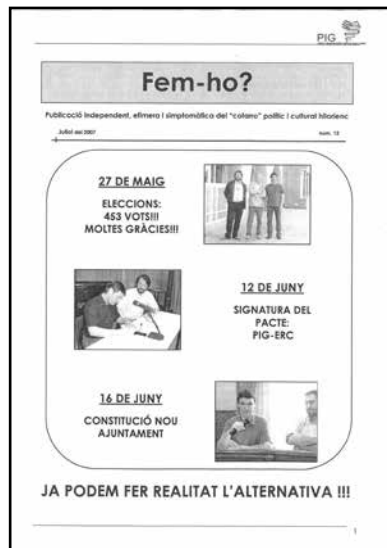 PIG
Fem-ho?
Publicació independent, efímera i simptomàtica del "cotarro" polític i cultural hilarienc
Juliol del 2007 num. 13
27 DE MAIG
ELECCIONS:
453 VOTS!!!
MOLTES GRÀCIES!!!
12 DE JUNY
SIGNATURA DEL
PACTE:
PIG-ERC
16 DE JUNY
CONSTITUCIÓ NOU
AJUNTAMENT
JA PODEM FER REALITAT L'ALTERNATIVA !!!
1